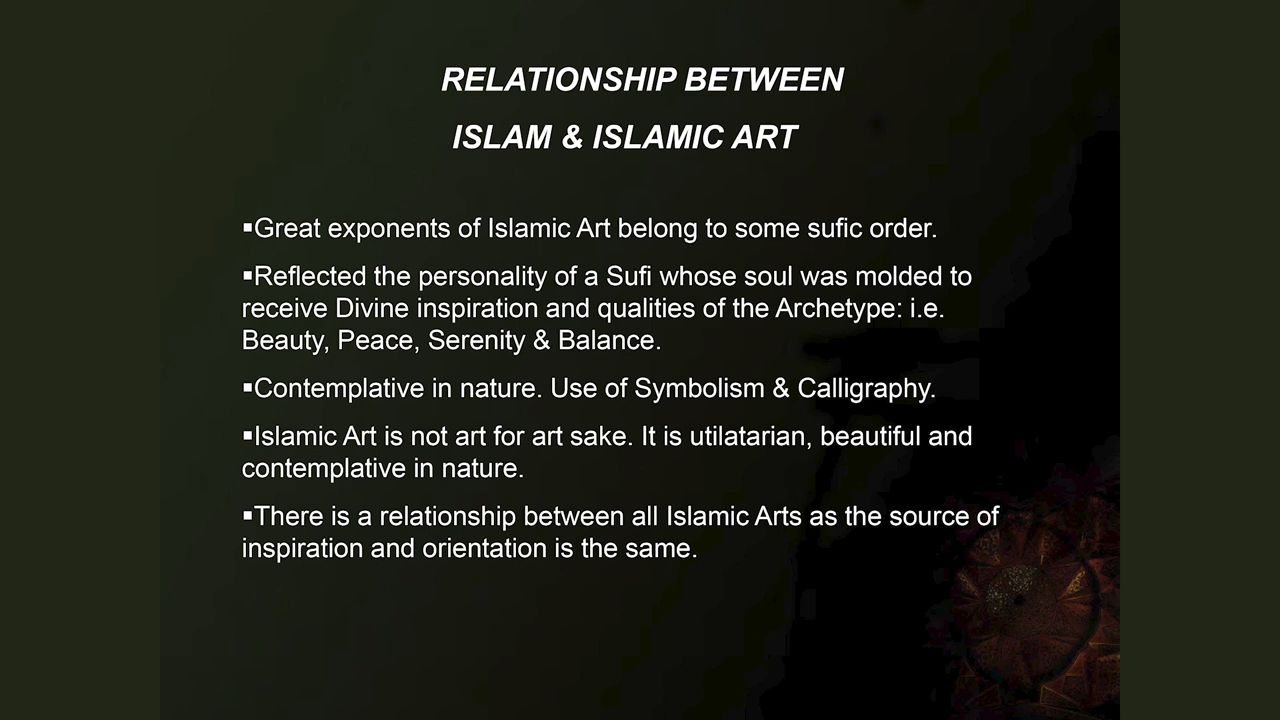 RELATIONSHIP BETWEEN
ISLAM & ISLAMIC ART
▪Great exponents of Islamic Art belong to some sufic order.
▪Reflected the personality of a Sufi whose soul was molded to
receive Divine inspiration and qualities of the Archetype: i.e.
Beauty, Peace, Serenity & Balance.
▪Contemplative in nature. Use of Symbolism & Calligraphy.
▪Islamic Art is not art for art sake. It is utilatarian, beautiful and
contemplative in nature.
▪There is a relationship between all Islamic Arts as the source of
inspiration and orientation is the same.